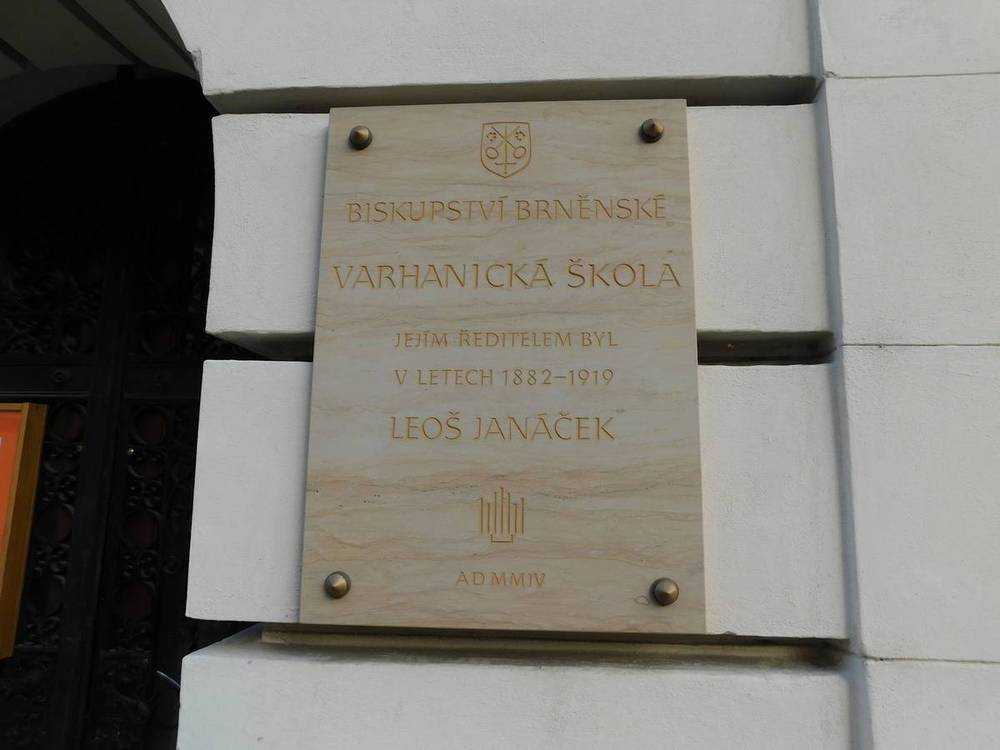 BISKUPSTVÍ BRNĚNSKÉ
VARHANICKÁ ŠKOLA
JEJÍM ŘEDITELEM BYL
V LETECH 1882–1919
LEOŠ JANÁČEK
AD MMIV